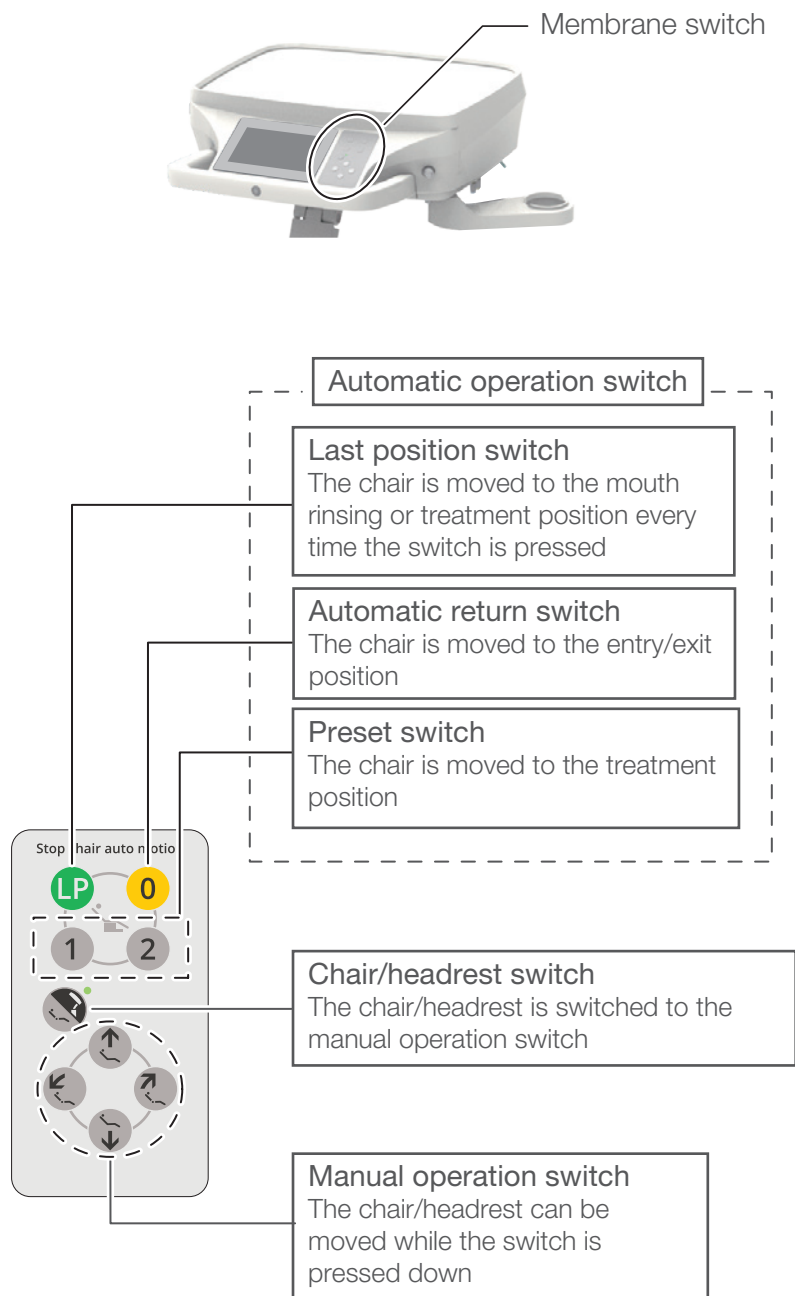 Membrane switch
Automatic operation switch
Last position switch
The chair is moved to the mouth
rinsing or treatment position every
time the switch is pressed
Automatic return switch
The chair is moved to the entry/exit
position
Preset switch
The chair is moved to the treatment
position
Stop hair auto motio
LP 0
1 2
Chair/headrest switch
The chair/headrest is switched to the
manual operation switch
Manual operation switch
The chair/headrest can be
moved while the switch is
pressed down